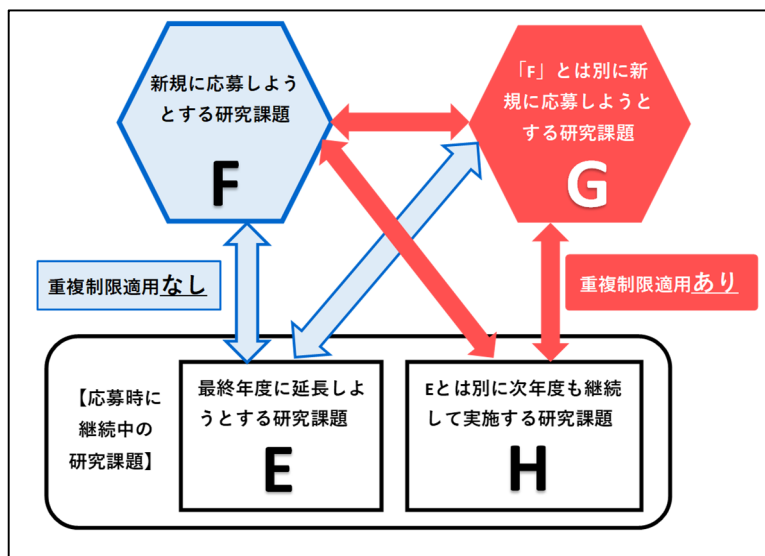 新規に応募しよう
とする研究課題
F
「F」とは別に新
規に応募しようと
する研究課題
G
重複制限適用なし
重複制限適用あり
【応募時に
継続中の
研究課題】
最終年度に延長しよ
うとする研究課題
E
Eとは別に次年度も継続
して実施する研究課題
H